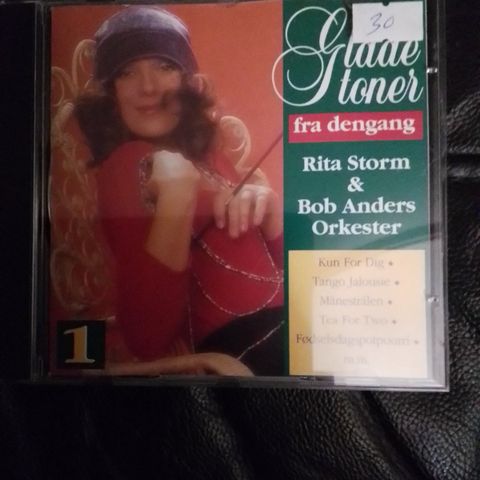 30
Glade
toner
fra dengang
Rita Storm
&
Bob Anders
Orkester
Kun For Dig •
Tango Jalousie •
Månestrålen •
Tea For Two •
Fødselsdagspotpourri •
m.m.
1